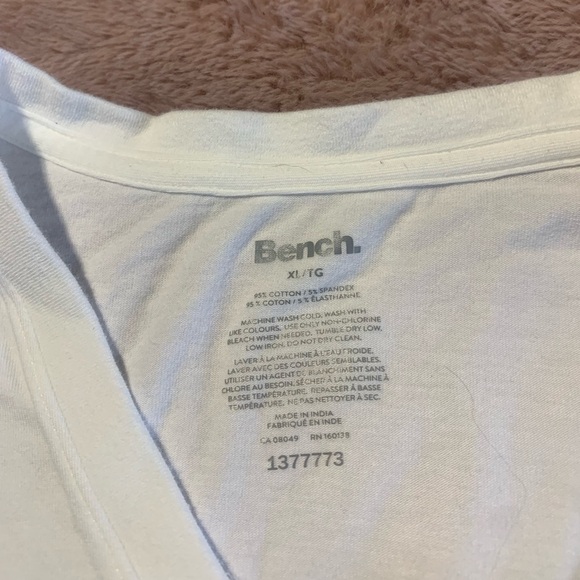 Bench.
XL/TG
95% COTTON / 5% SPANDEX
95% COTON / 5% ÉLASTHANNE
MACHINE WASH COLD, WASH WITH
LIKE COLOURS, USE ONLY NON-CHLORINE
BLEACH WHEN NEEDED. TUMBLE DRY LOW.
LOW IRON. DO NOT DRY CLEAN.
LAVER À LA MACHINE À L'EAU FROIDE.
LAVER AVEC DES COULEURS SEMBLABLES.
UTILISER UN AGENT DE BLANCHIMENT SANS
CHLORE AU BESOIN. SÉCHER À LA MACHINE À
BASSE TEMPÉRATURE. REPASSER À BASSE
TEMPÉRATURE. NE PAS NETTOYER À SEC.
MADE IN INDIA
FABRIQUÉ EN INDE
CA 08049 RN 160179
1377773